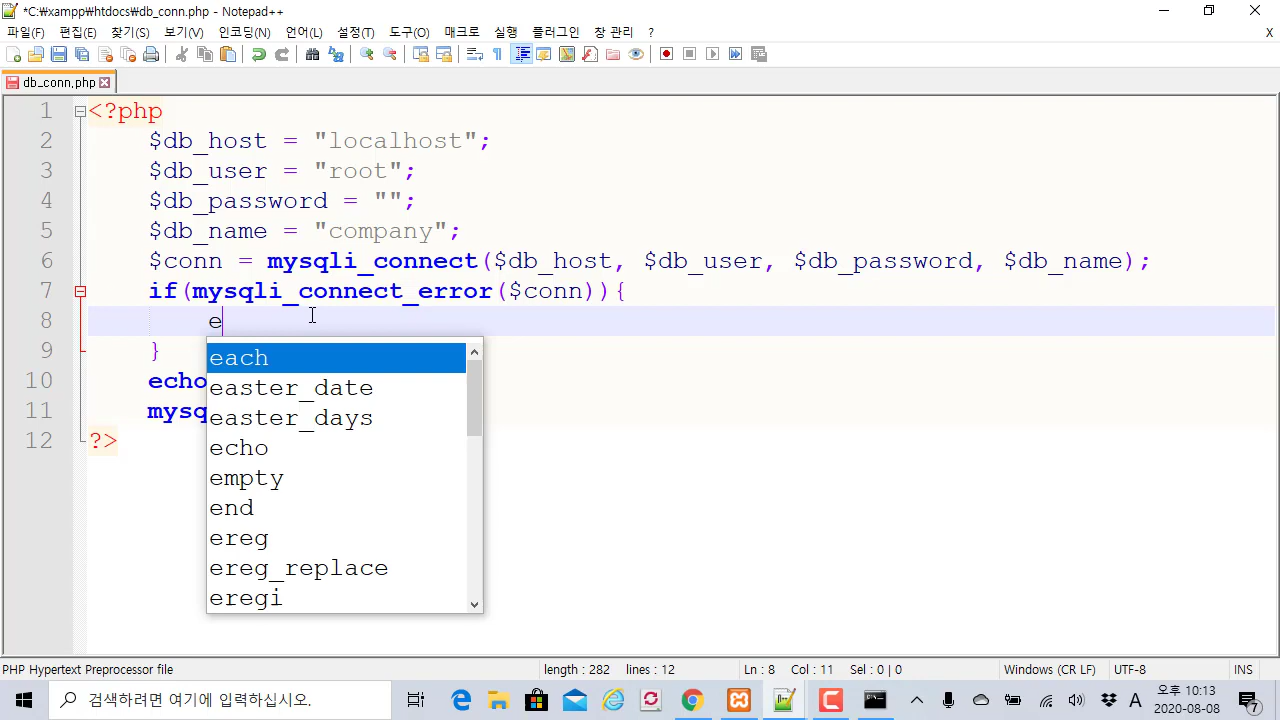 *C:₩xampp₩htdocs₩db_conn.php - Notepad++
파일(F) 편집(E) 찾기(S) 보기(V) 인코딩(N) 언어(L) 설정(T) 도구(O) 매크로 실행 플러그인 창 관리 ? X
db_conn.php
1 <?php
2 $db_host = "localhost";
3 $db_user = "root";
4 $db_password = "";
5 $db_name = "company";
6 $conn = mysqli_connect($db_host, $db_user, $db_password, $db_name);
7 if(mysqli_connect_error($conn)){
8 e
each
9 }
easter_date
10 echo
easter_days
11 mysq
echo
12 ?>
empty
end
ereg
ereg_replace
eregi
PHP Hypertext Preprocessor file length : 282 lines : 12 Ln : 8 Col : 11 Sel : 0 | 0 Windows (CR LF) UTF-8 INS
검색하려면 여기에 입력하십시오. A 오후 10:13
2020-08-08 7